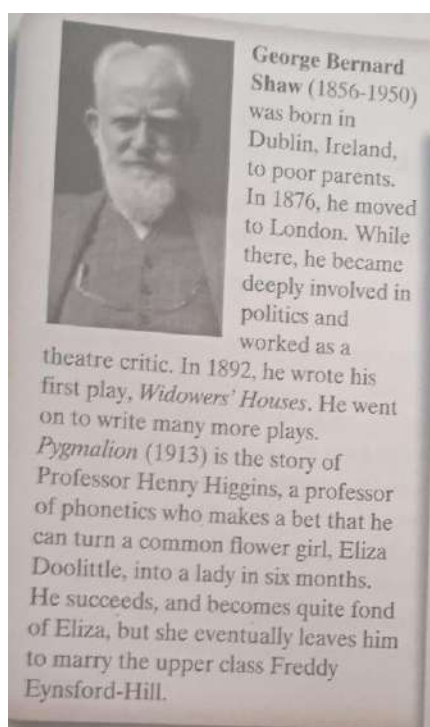 George Bernard
Shaw (1856-1950)
was born in
Dublin, Ireland,
to poor parents.
In 1876, he moved
to London. While
there, he became
deeply involved in
politics and
worked as a
theatre critic. In 1892, he wrote his
first play, Widowers' Houses. He went
on to write many more plays.
Pygmalion (1913) is the story of
Professor Henry Higgins, a professor
of phonetics who makes a bet that he
can turn a common flower girl, Eliza
Doolittle, into a lady in six months.
He succeeds, and becomes quite fond
of Eliza, but she eventually leaves him
to marry the upper class Freddy
Eynsford-Hill.